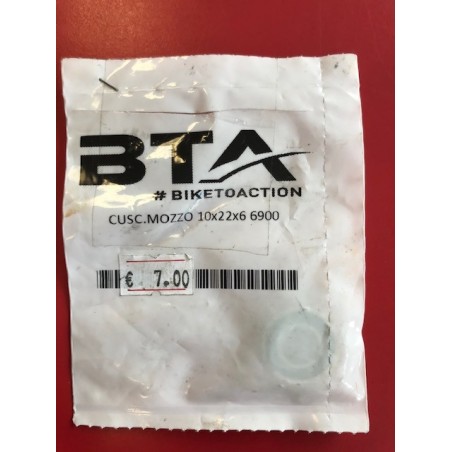 BTA
#BIKETOACTION
CUSC.MOZZO 10x22x6 6900
€ 7.00